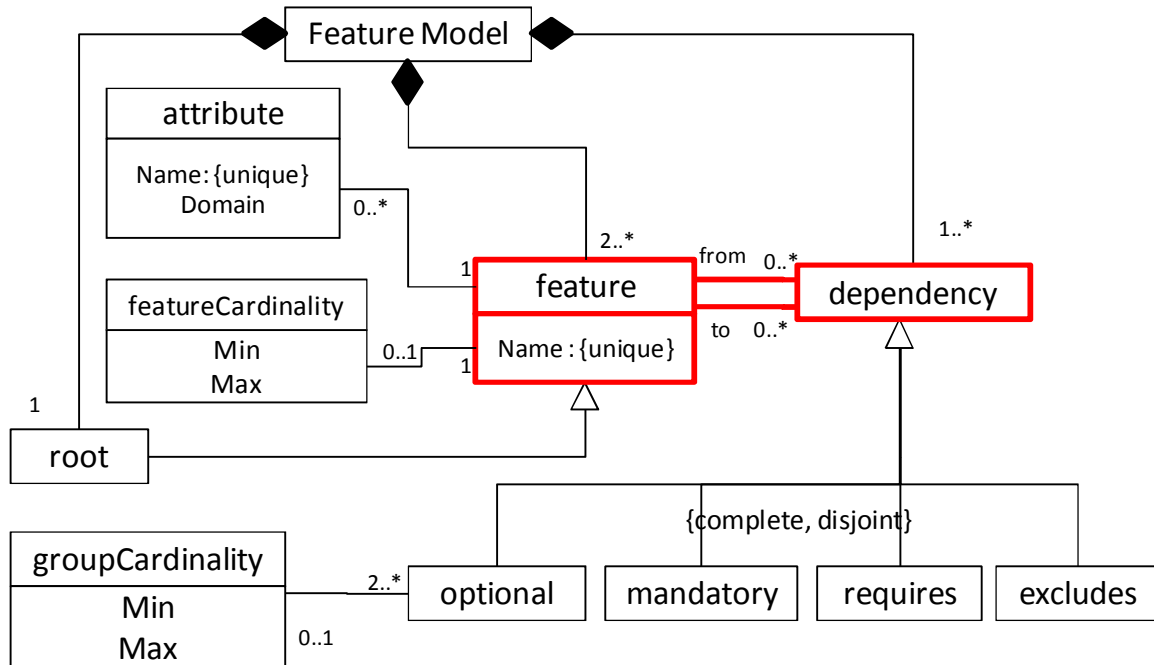 Feature Model
attribute
Name: {unique}
Domain
0..*
2..*
1..*
from
0..*
1
feature
dependency
featureCardinality
to
0..*
Name : {unique}
Min
Max
0..1
1
1
root
{complete, disjoint}
groupCardinality
Min
Max
2..*
0..1
optional
mandatory
requires
excludes